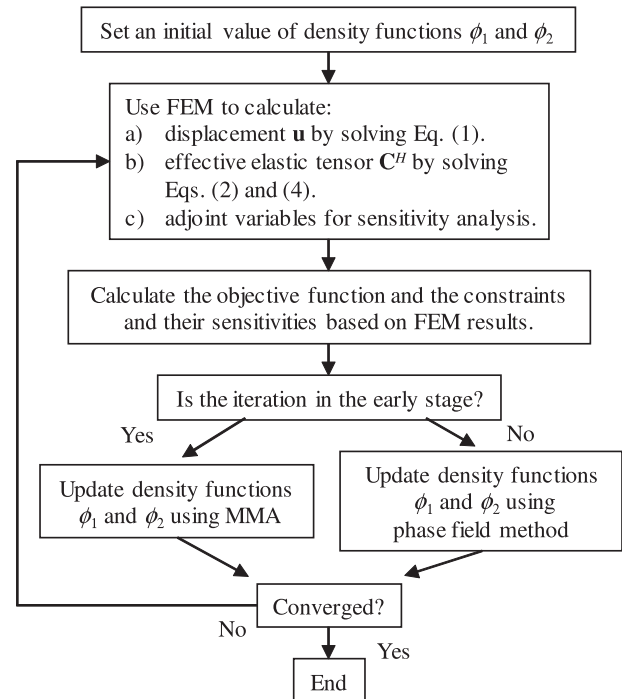 Set an initial value of density functions ϕ₁ and ϕ₂
Use FEM to calculate:
a) displacement u by solving Eq. (1).
b) effective elastic tensor Cᴴ by solving
Eqs. (2) and (4).
c) adjoint variables for sensitivity analysis.
Calculate the objective function and the constraints
and their sensitivities based on FEM results.
Is the iteration in the early stage?
Yes
No
Update density functions
ϕ₁ and ϕ₂ using MMA
Update density functions
ϕ₁ and ϕ₂ using
phase field method
Converged?
No
Yes
End